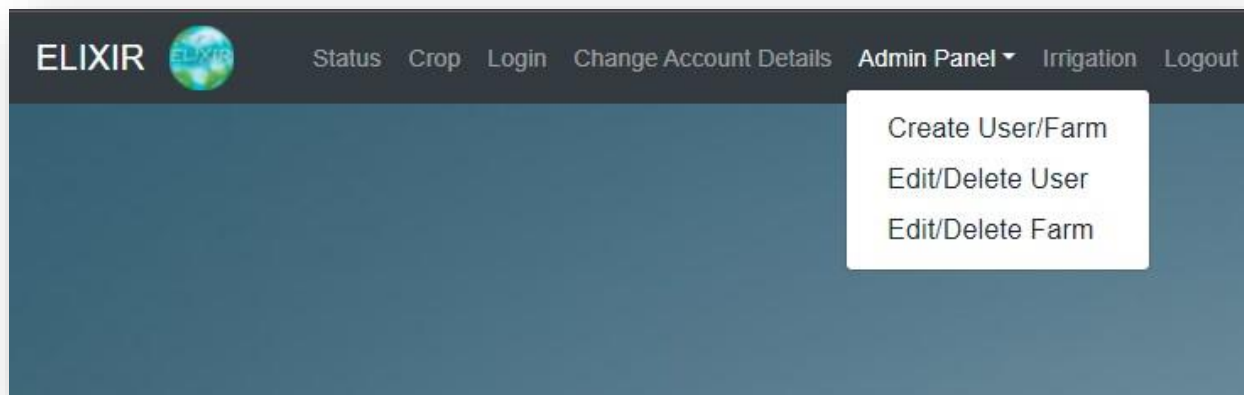 ELIXIR ELIXIR Status Crop Login Change Account Details Admin Panel Irrigation Logout
Create User/Farm
Edit/Delete User
Edit/Delete Farm